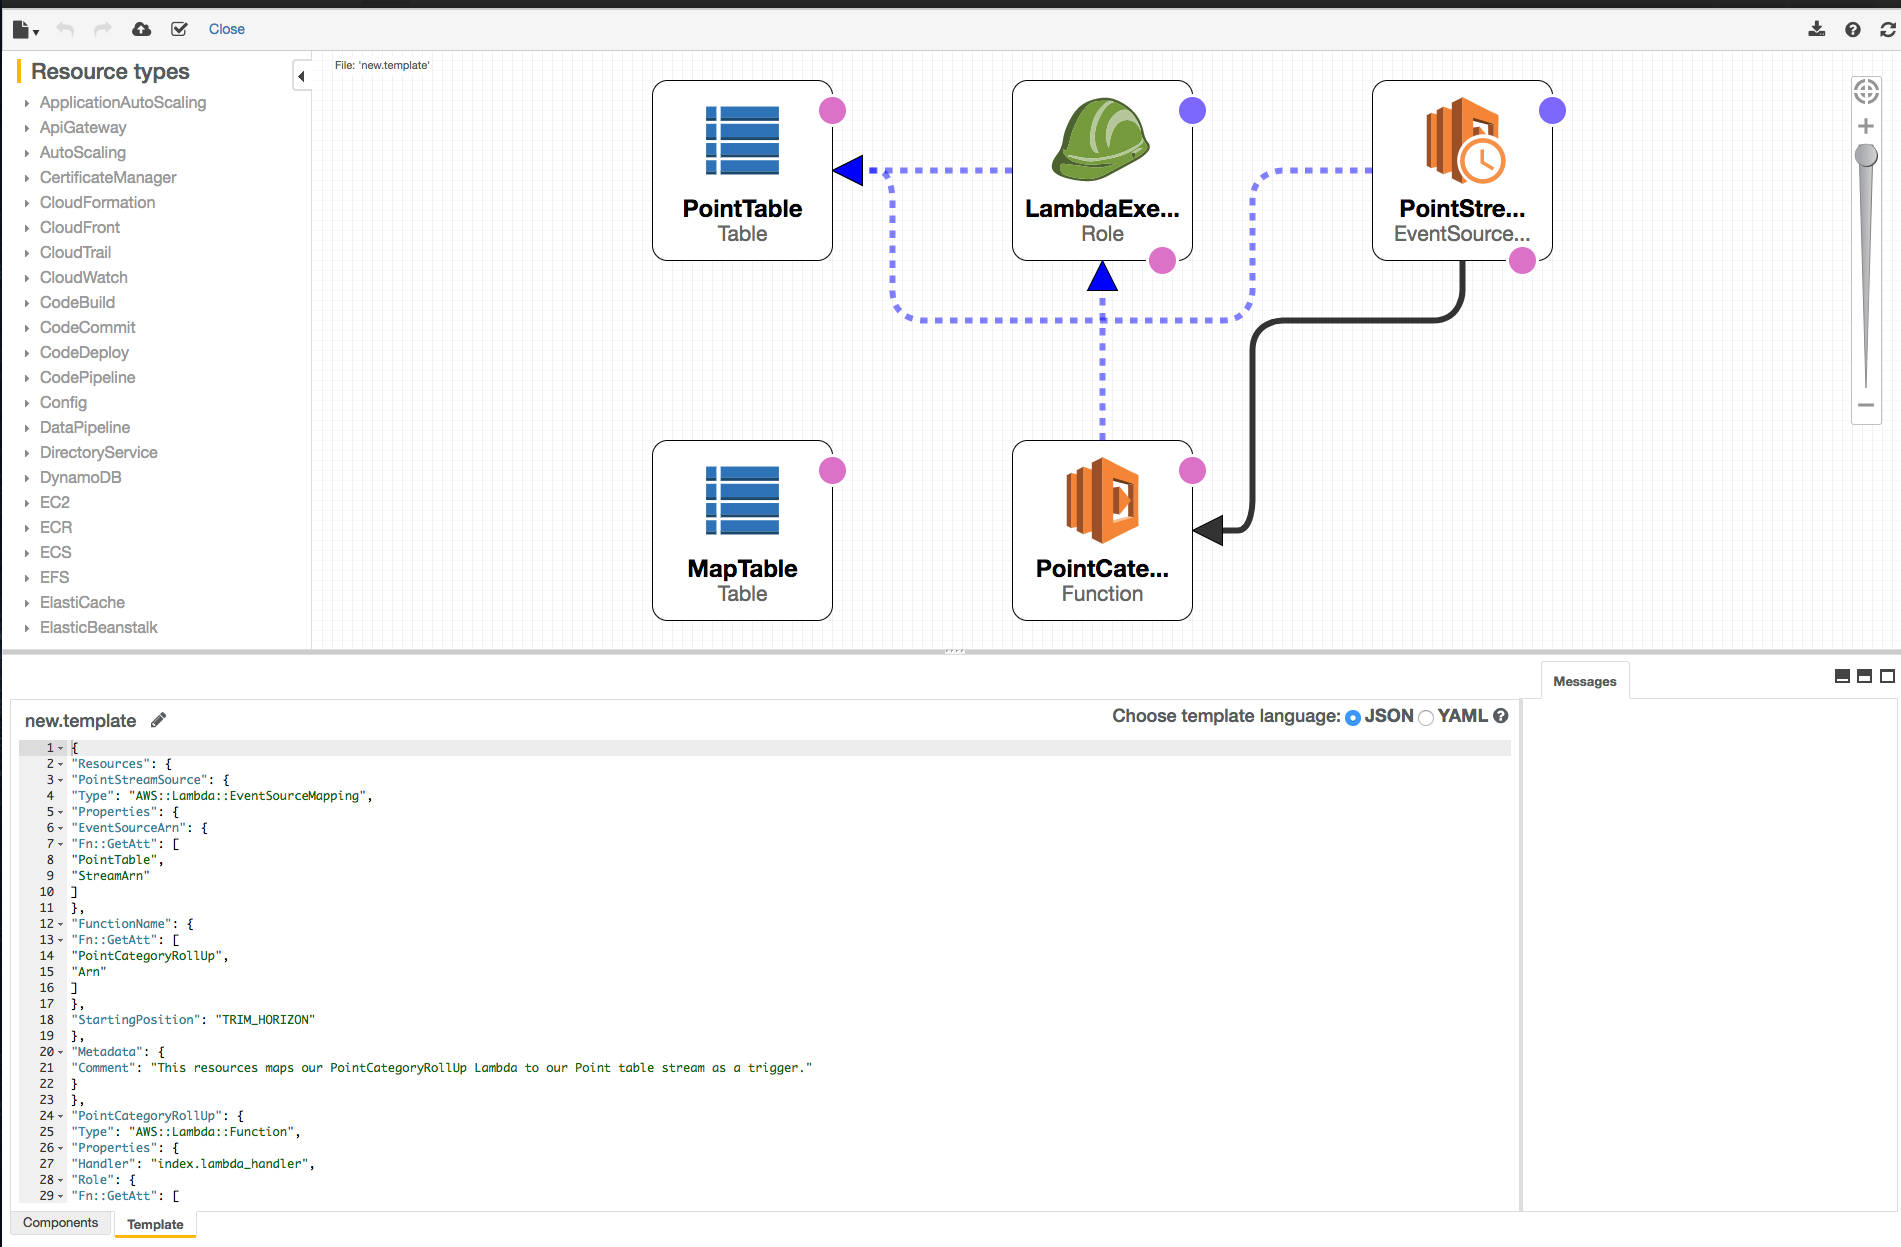 Close
Resource types
File: 'new.template'
ApplicationAutoScaling
ApiGateway
AutoScaling
CertificateManager
CloudFormation
CloudFront
CloudTrail
CloudWatch
CodeBuild
CodeCommit
CodeDeploy
CodePipeline
Config
DataPipeline
DirectoryService
DynamoDB
EC2
ECR
ECS
EFS
ElastiCache
ElasticBeanstalk
PointTable
Table
LambdaExe...
Role
PointStre...
EventSource...
MapTable
Table
PointCate...
Function
Messages
new.template
Choose template language: JSON YAML
1 {
2 "Resources": {
3 "PointStreamSource": {
4 "Type": "AWS::Lambda::EventSourceMapping",
5 "Properties": {
6 "EventSourceArn": {
7 "Fn::GetAtt": [
8 "PointTable",
9 "StreamArn"
10 ]
11 },
12 "FunctionName": {
13 "Fn::GetAtt": [
14 "PointCategoryRollUp",
15 "Arn"
16 ]
17 },
18 "StartingPosition": "TRIM_HORIZON"
19 },
20 "Metadata": {
21 "Comment": "This resources maps our PointCategoryRollUp Lambda to our Point table stream as a trigger."
22 }
23 },
24 "PointCategoryRollUp": {
25 "Type": "AWS::Lambda::Function",
26 "Properties": {
27 "Handler": "index.lambda_handler",
28 "Role": {
29 "Fn::GetAtt": [
Components
Template